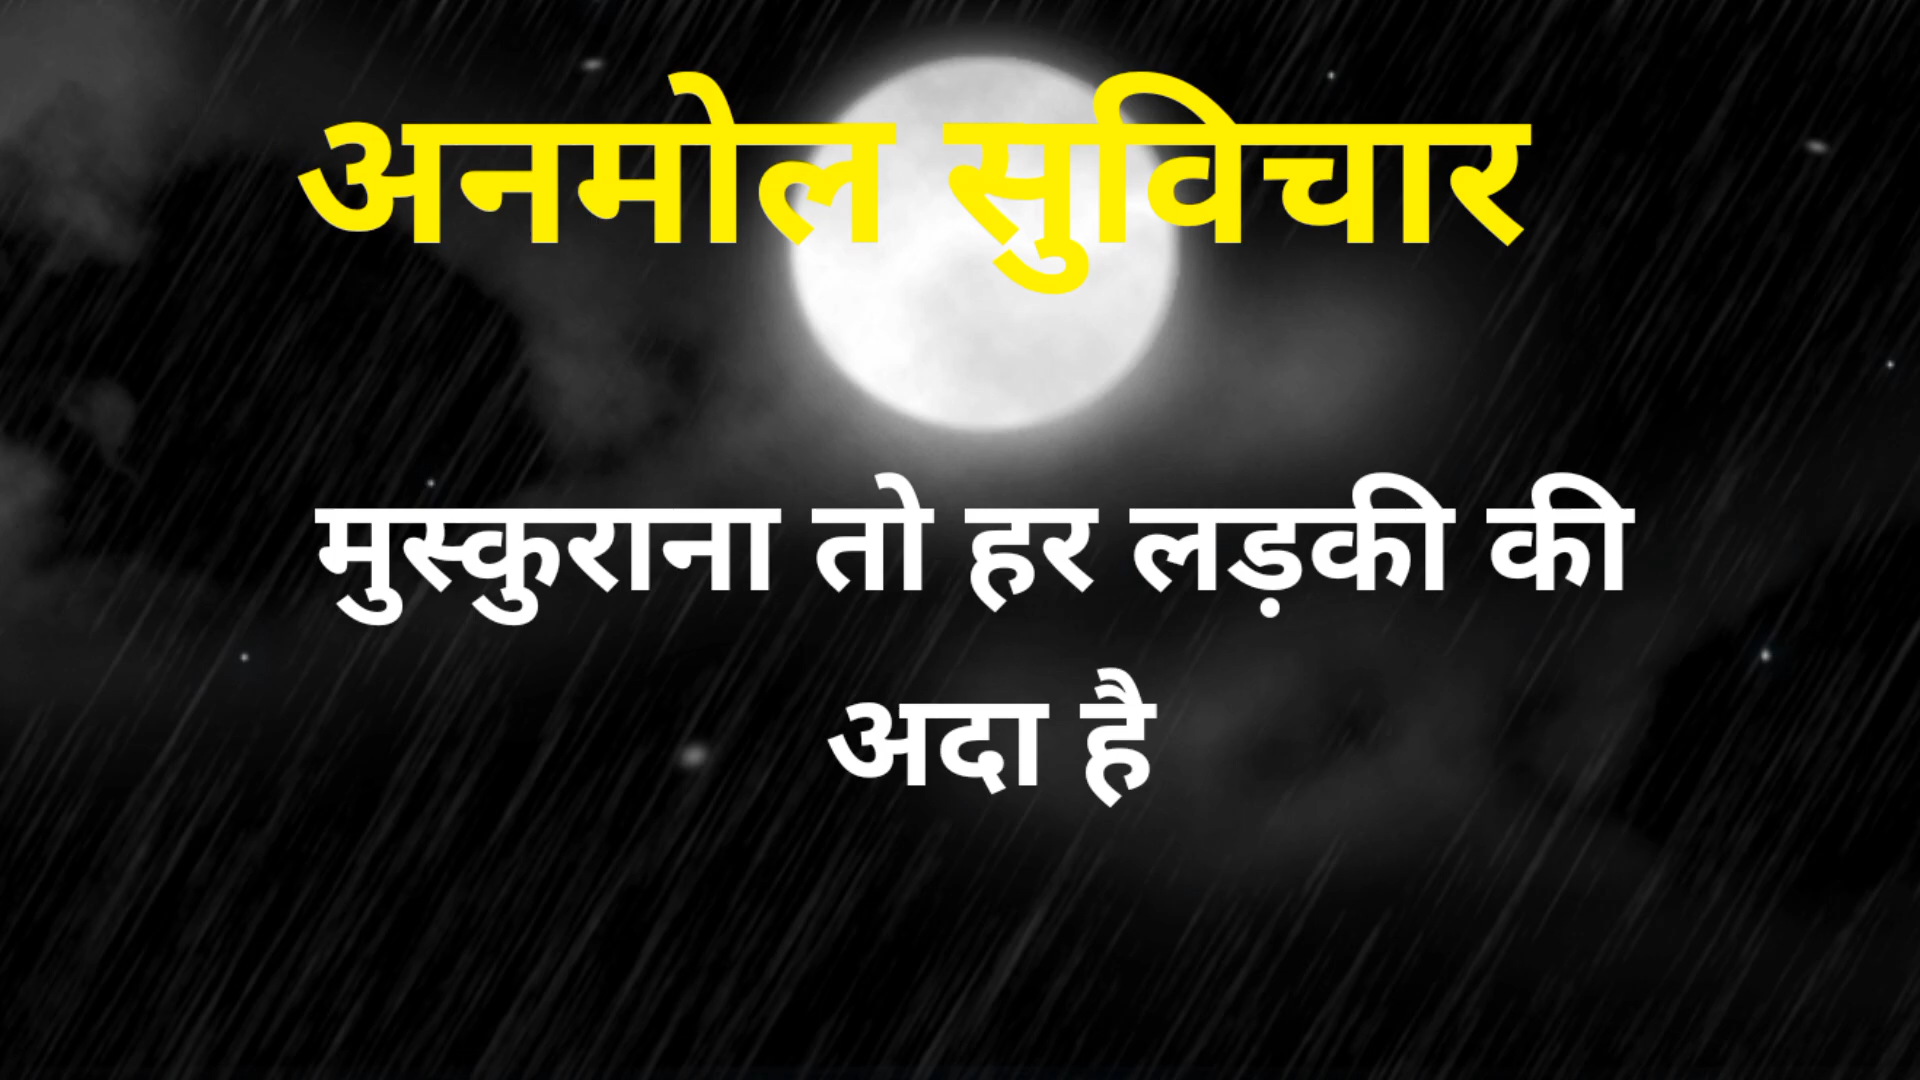 अनमोल सुविचार
मुस्कुराना तो हर लड़की की
अदा है